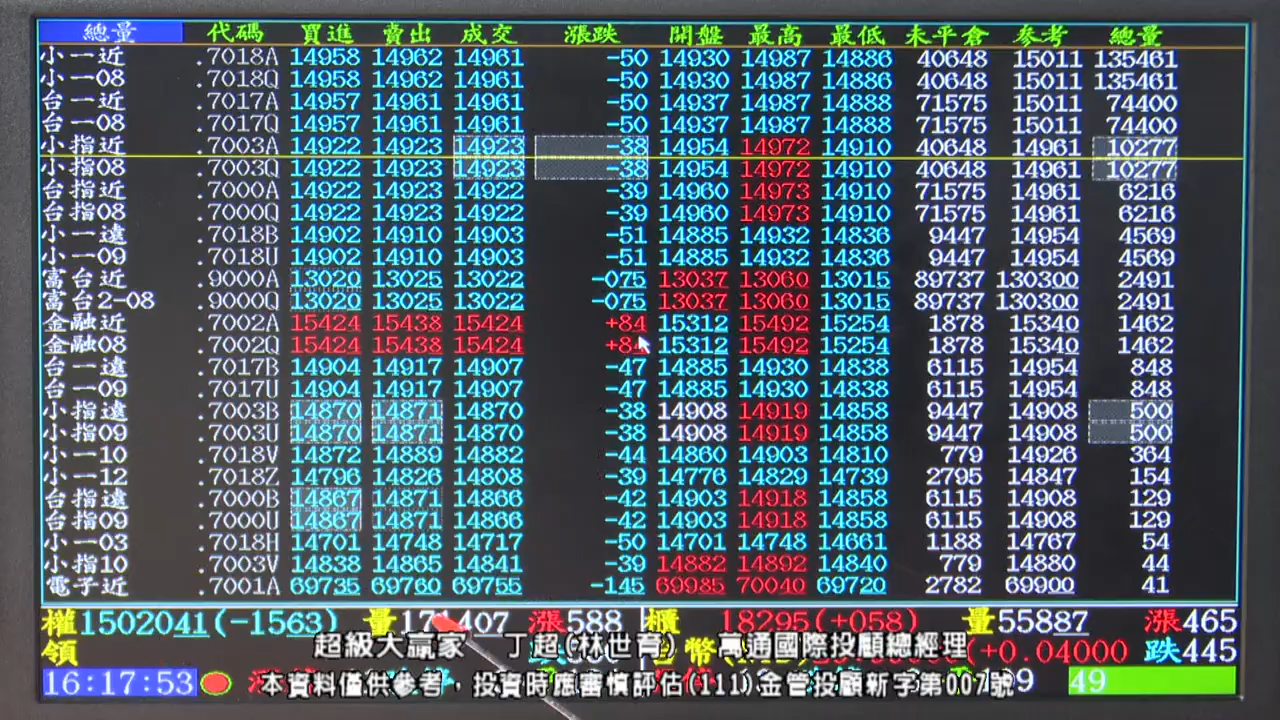 總量 代碼 買進 賣出 成交 漲跌 開盤 最高 最低 未平倉 參考 總量
小一近 .7018A 14958 14962 14961 -50 14930 14987 14886 40648 15011 135461
小一08 .7018Q 14958 14962 14961 -50 14930 14987 14886 40648 15011 135461
台一近 .7017A 14957 14961 14961 -50 14937 14987 14888 71575 15011 74400
台一08 .7017Q 14957 14961 14961 -50 14937 14987 14888 71575 15011 74400
小指近 .7003A 14922 14923 14923 -38 14954 14972 14910 40648 14961 10277
小指08 .7003Q 14922 14923 14923 -38 14954 14972 14910 40648 14961 10277
台指近 .7000A 14922 14923 14922 -39 14960 14973 14910 71575 14961 6216
台指08 .7000Q 14922 14923 14922 -39 14960 14973 14910 71575 14961 6216
小一遠 .7018B 14902 14910 14903 -51 14885 14932 14836 9447 14954 4569
小一09 .7018U 14902 14910 14903 -51 14885 14932 14836 9447 14954 4569
富台近 .9000A 13020 13025 13022 -075 13037 13060 13015 89737 130300 2491
富台2-08 .9000Q 13020 13025 13022 -075 13037 13060 13015 89737 130300 2491
金融近 .7002A 15424 15438 15424 +84 15312 15492 15254 1878 15340 1462
金融08 .7002Q 15424 15438 15424 +84 15312 15492 15254 1878 15340 1462
台一遠 .7017B 14904 14917 14907 -47 14885 14930 14838 6115 14954 848
台一09 .7017U 14904 14917 14907 -47 14885 14930 14838 6115 14954 848
小指遠 .7003B 14870 14871 14870 -38 14908 14919 14858 9447 14908 500
小指09 .7003U 14870 14871 14870 -38 14908 14919 14858 9447 14908 500
小一10 .7018V 14872 14889 14882 -44 14860 14903 14810 779 14926 364
小一12 .7018Z 14796 14826 14808 -39 14776 14829 14739 2795 14847 154
台指遠 .7000B 14867 14871 14866 -42 14903 14918 14858 6115 14908 129
台指09 .7000U 14867 14871 14866 -42 14903 14918 14858 6115 14908 129
小一03 .7018H 14701 14748 14717 -50 14701 14748 14661 1188 14767 54
小指10 .7003V 14838 14865 14841 -39 14882 14892 14840 779 14880 44
電子近 .7001A 69735 69760 69755 -145 69985 70040 69720 2782 69900 41
權1502041(-1563) 量 漲588 櫃 18295(+058) 量55887 漲465
領 (+0.04000) 跌445
超級大贏家 丁超(林世育) 萬通國際投顧總經理
16:17:53 49
本資料僅供參考，投資時應審慎評估(111)金管投顧新字第007號